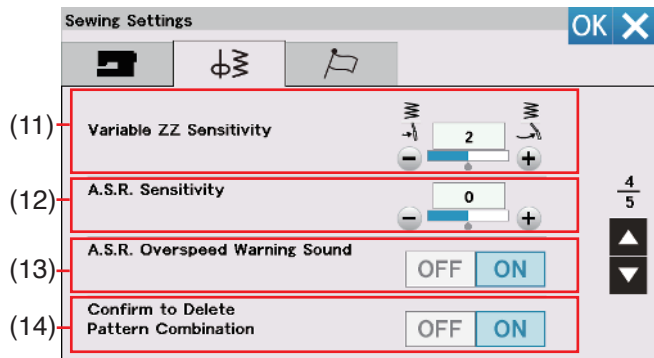 Sewing Settings
OK
(11)
Variable ZZ Sensitivity
2
(12)
A.S.R. Sensitivity
0
4
5
(13)
A.S.R. Overspeed Warning Sound
OFF ON
(14)
Confirm to Delete
Pattern Combination
OFF ON